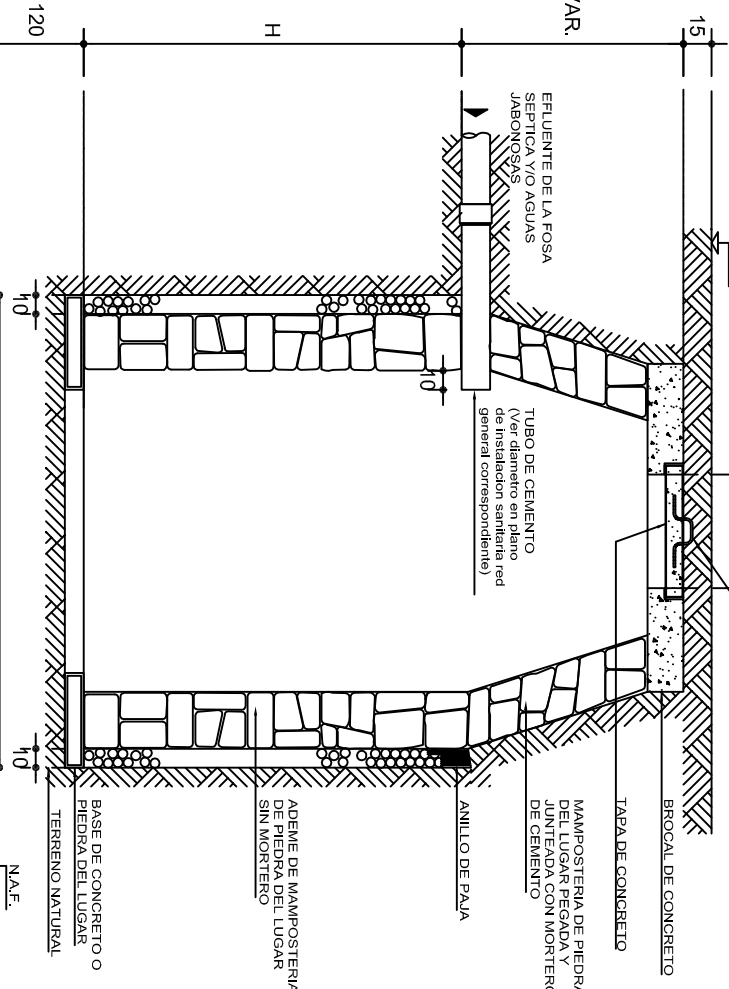 15
VAR.
H
120
EFLUENTE DE LA FOSA
SEPTICA Y/O AGUAS
JABONOSAS
10
10
10
TUBO DE CEMENTO
(Ver diametro en plano
de instalacion sanitaria red
general correspondiente)
BROCAL DE CONCRETO
TAPA DE CONCRETO
MAMPOSTERIA DE PIEDRA
DEL LUGAR PEGADA Y
JUNTEADA CON MORTERO
DE CEMENTO
ANILLO DE PAJA
ADEME DE MAMPOSTERIA
DE PIEDRA DEL LUGAR
SIN MORTERO
BASE DE CONCRETO O
PIEDRA DEL LUGAR
TERRENO NATURAL
N.A.F.